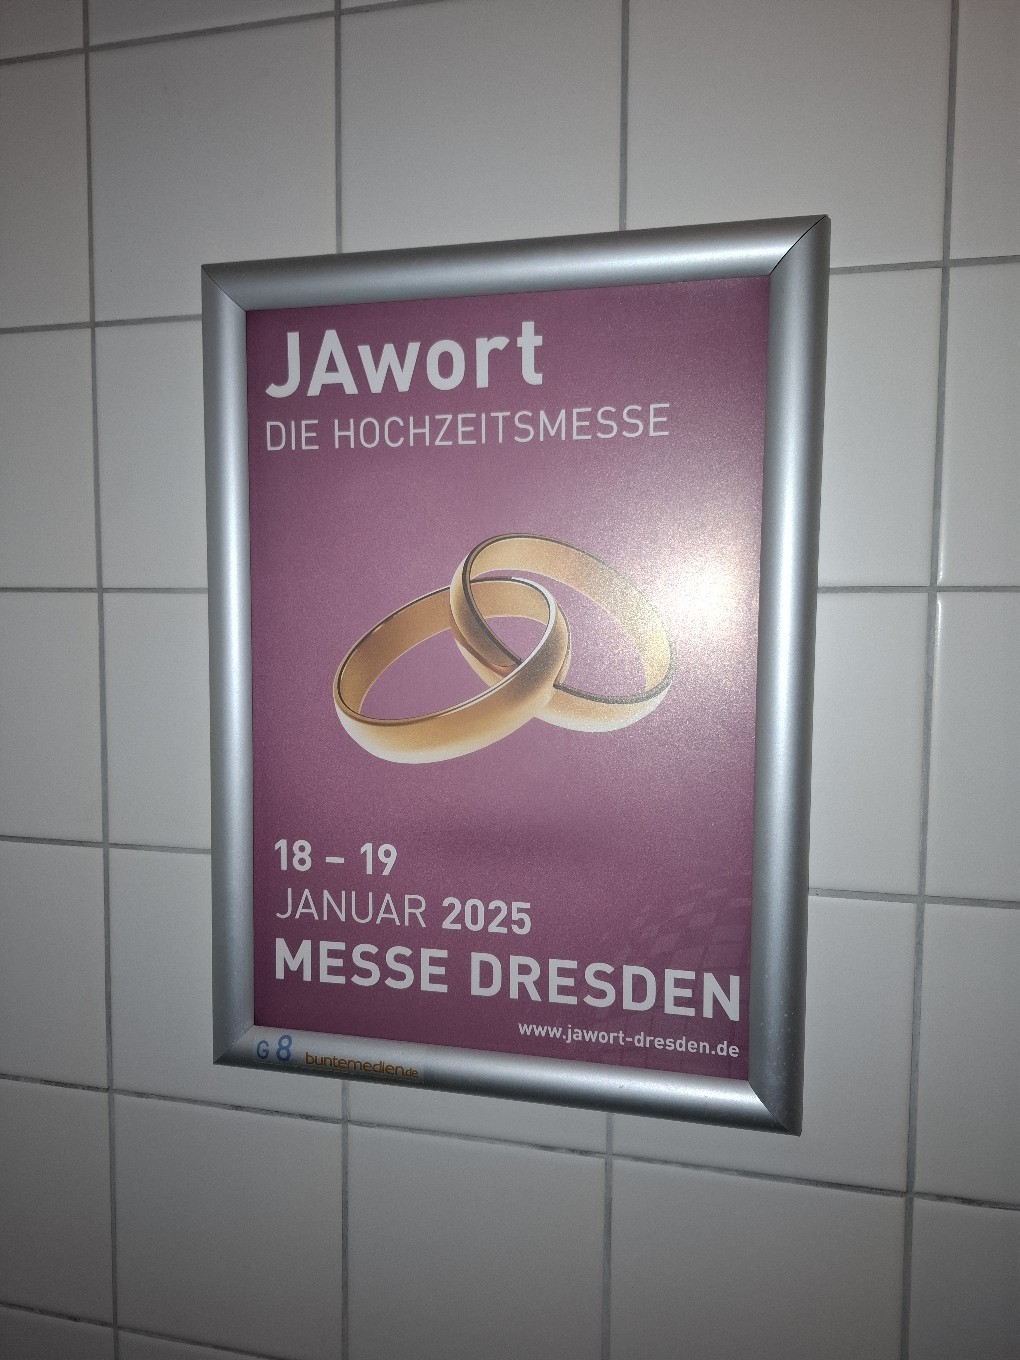 JAwort
DIE HOCHZEITSMESSE
18 – 19
JANUAR 2025
MESSE DRESDEN
www.jawort-dresden.de
G 8 buntemedien.de